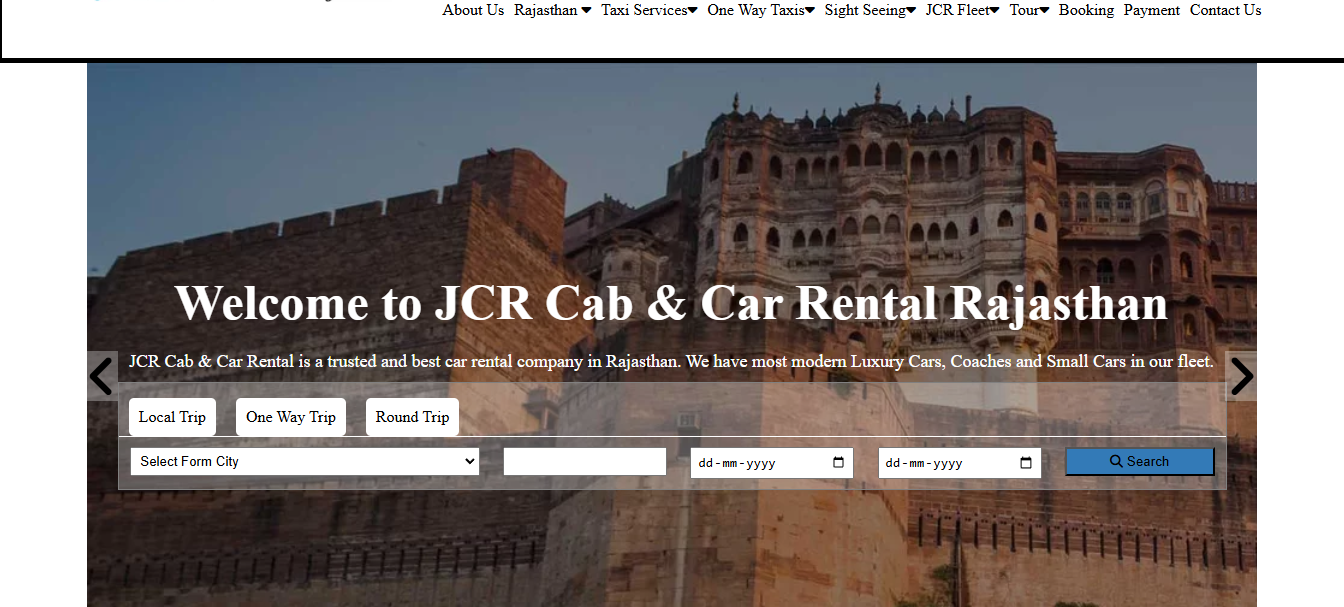 About Us Rajasthan Taxi Services One Way Taxis Sight Seeing JCR Fleet Tour Booking Payment Contact Us
Welcome to JCR Cab & Car Rental Rajasthan
JCR Cab & Car Rental is a trusted and best car rental company in Rajasthan. We have most modern Luxury Cars, Coaches and Small Cars in our fleet.
Local Trip One Way Trip Round Trip
Select Form City dd-mm-yyyy dd-mm-yyyy Search